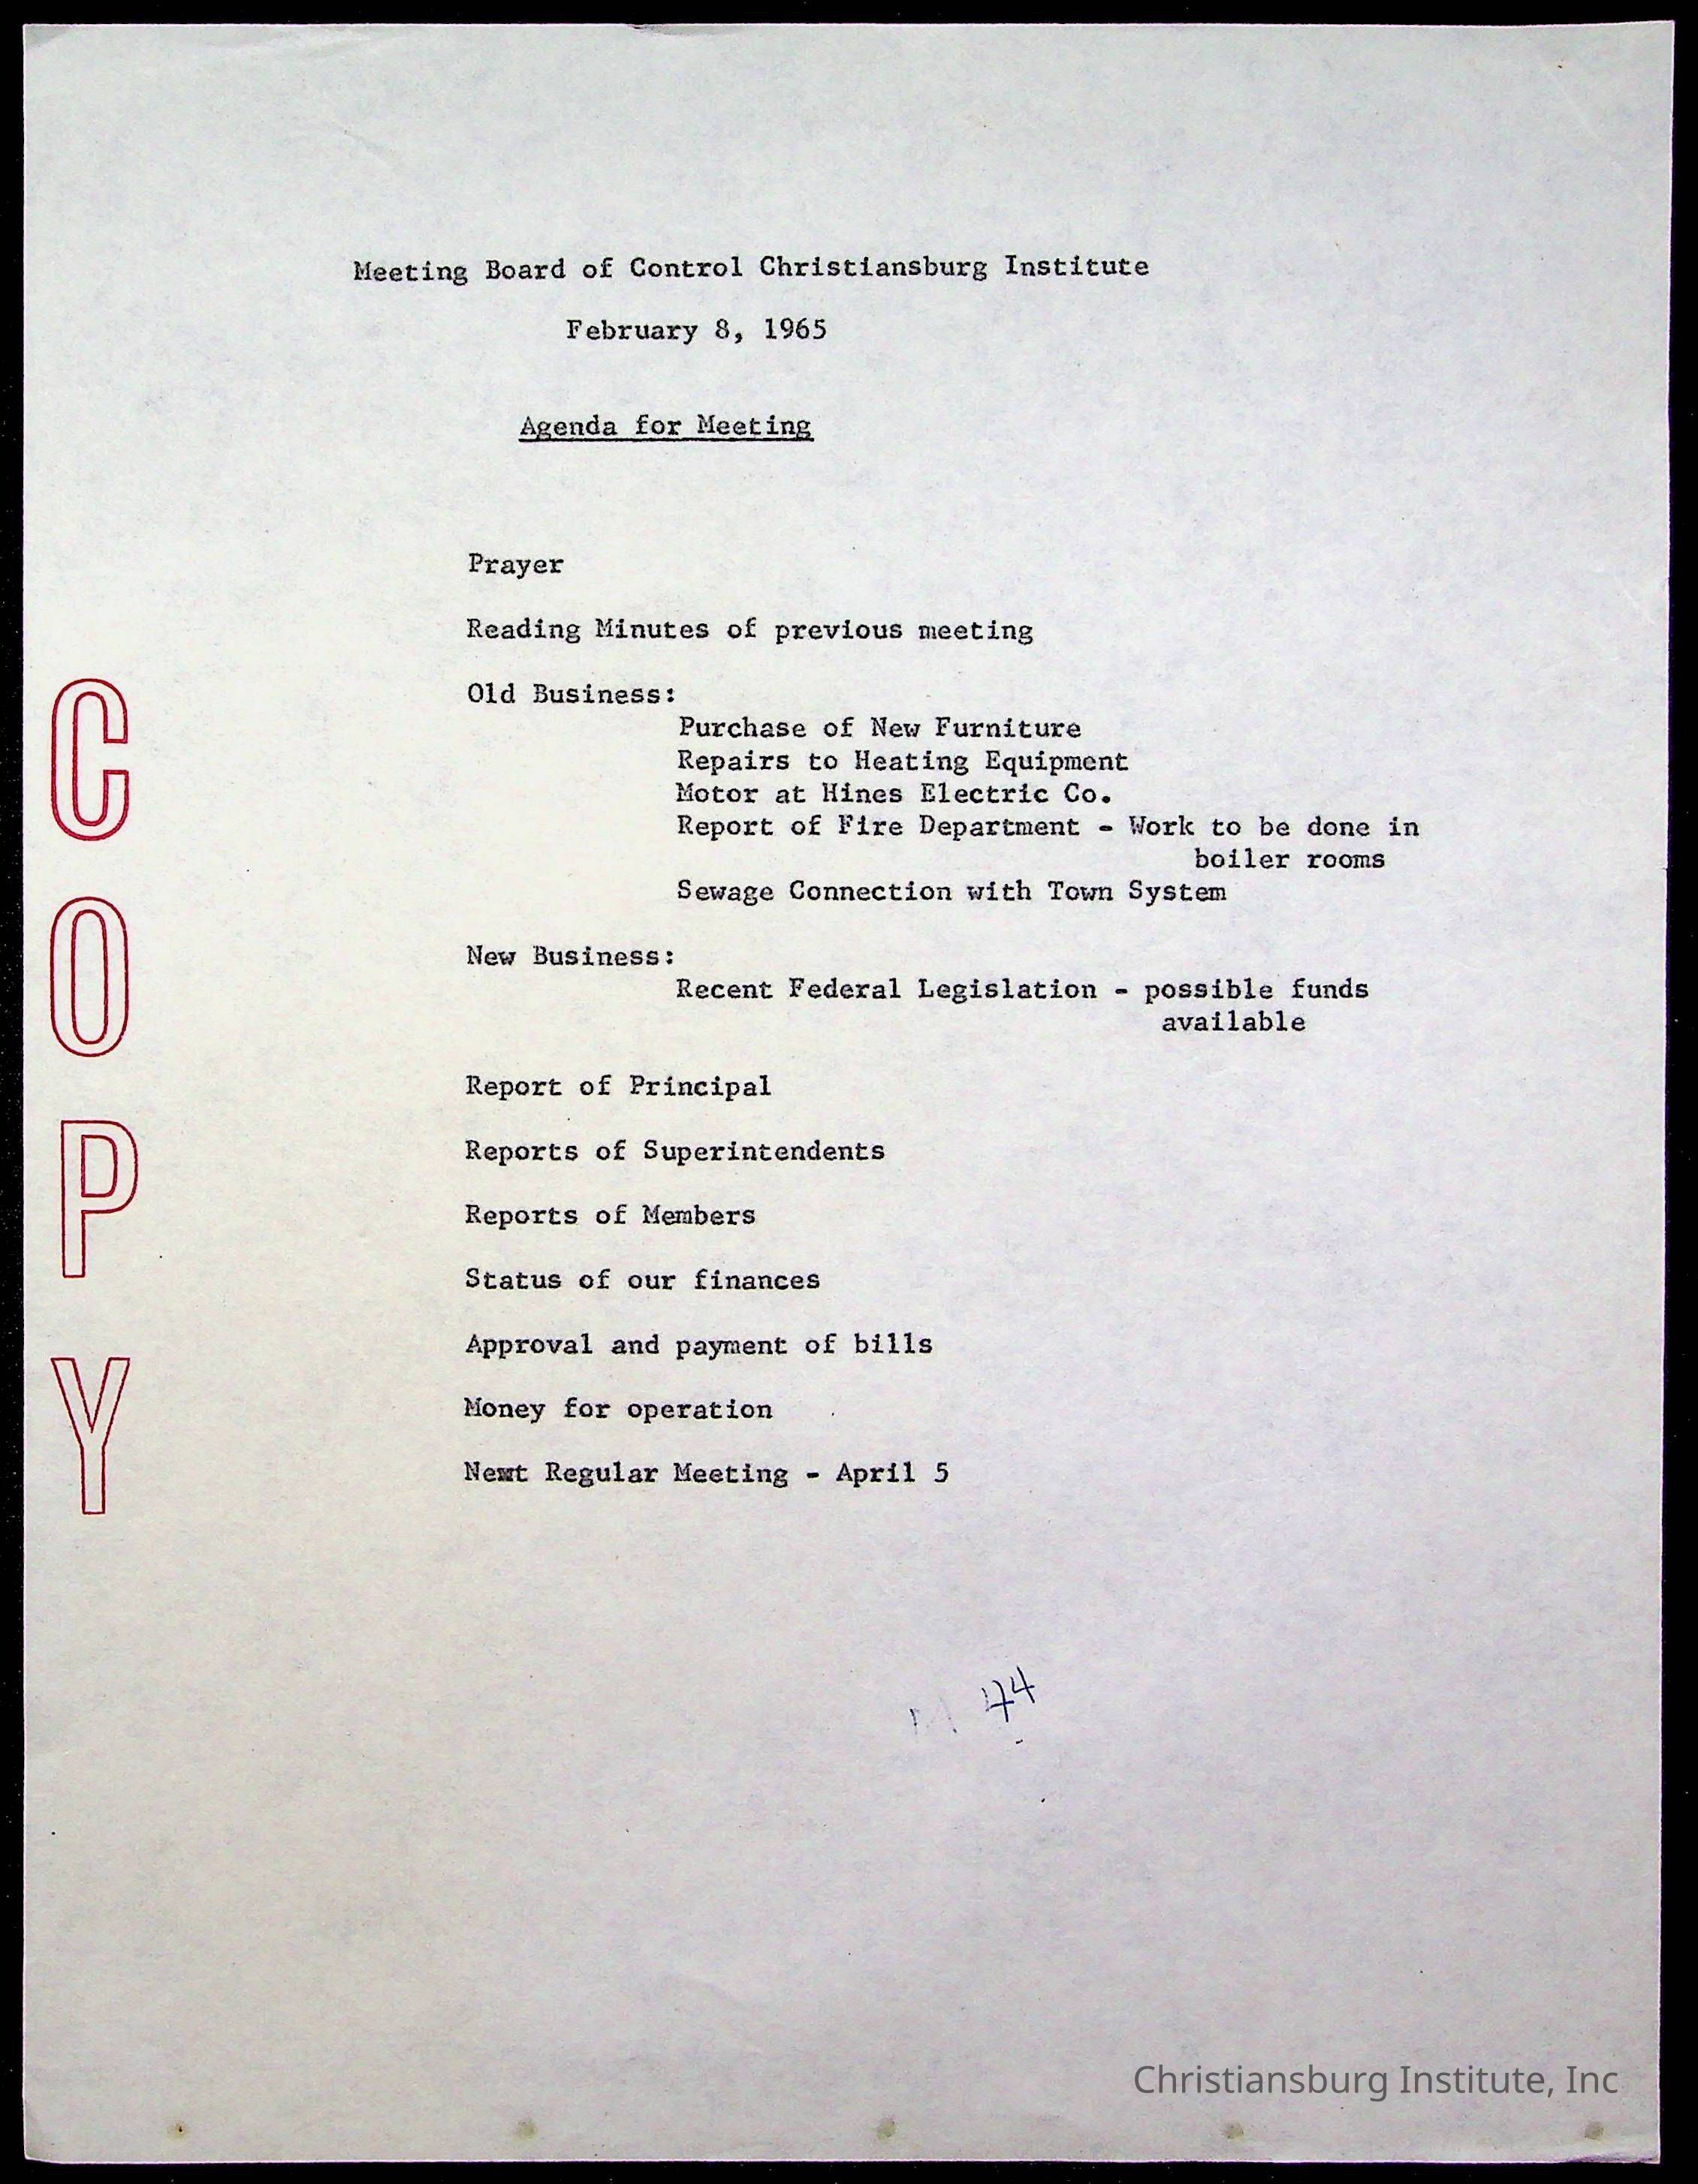 Meeting Board of Control Christiansburg Institute
February 8, 1965
Agenda for Meeting
Prayer
Reading Minutes of previous meeting
Old Business:
Purchase of New Furniture
Repairs to Heating Equipment
Motor at Hines Electric Co.
Report of Fire Department - Work to be done in
boiler rooms
Sewage Connection with Town System
New Business:
Recent Federal Legislation - possible funds
available
Report of Principal
Reports of Superintendents
Reports of Members
Status of our finances
Approval and payment of bills
Money for operation
Next Regular Meeting - April 5
COPY
Christiansburg Institute, Inc